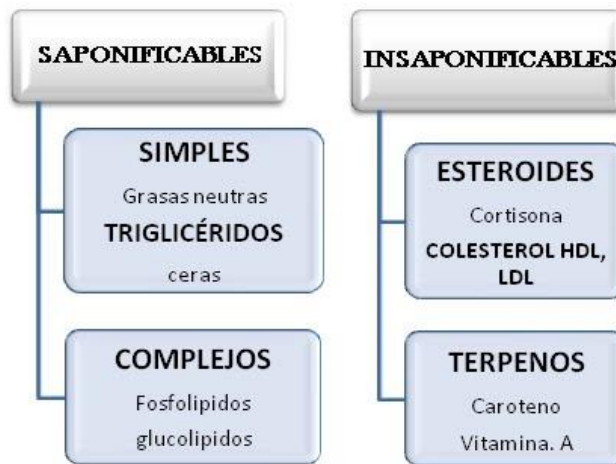 SAPONIFICABLES
SIMPLES
Grasas neutras
TRIGLICÉRIDOS
ceras
COMPLEJOS
Fosfolipidos
glucolipidos
INSAPONIFICABLES
ESTEROIDES
Cortisona
COLESTEROL HDL,
LDL
TERPENOS
Caroteno
Vitamina. A